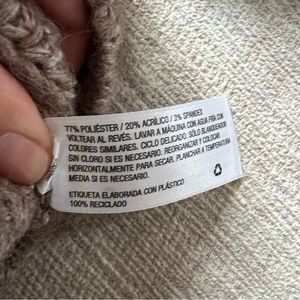 77% POLIÉSTER / 20% ACRÍLICO / 3% SPANDEX
VOLTEAR AL REVÉS. LAVAR A MÁQUINA CON AGUA FRÍA CON
COLORES SIMILARES. CICLO DELICADO. SÓLO BLANQUEADOR
SIN CLORO SI ES NECESARIO. REORGANIZAR Y COLOCAR
HORIZONTALMENTE PARA SECAR. PLANCHAR A TEMPERATURA
MEDIA SI ES NECESARIO.
ETIQUETA ELABORADA CON PLÁSTICO
100% RECICLADO